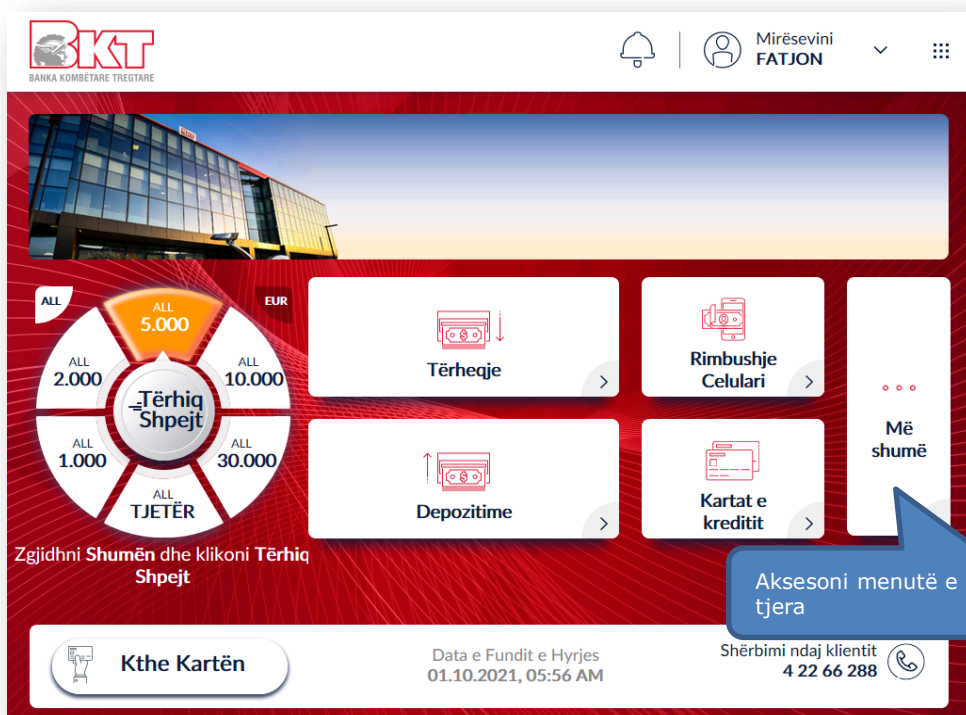 BKT
BANKA KOMBËTARE TREGTARE
Mirësevini
FATJON
ALL
EUR
ALL
5.000
ALL
2.000
ALL
10.000
Tërhiq
Shpejt
ALL
1.000
ALL
30.000
ALL
TJETËR
Zgjidhni Shumën dhe klikoni Tërhiq
Shpejt
Tërheqje
Rimbushje
Celulari
Depozitime
Kartat e
kreditit
Më
shumë
Aksesoni menutë e
tjera
Kthe Kartën
Data e Fundit e Hyrjes
01.10.2021, 05:56 AM
Shërbimi ndaj klientit
4 22 66 288